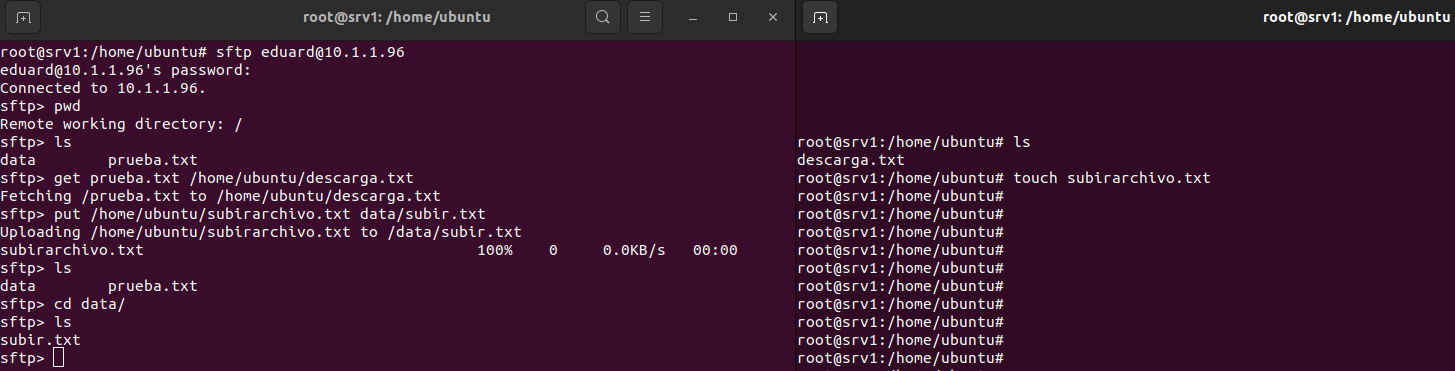 root@srv1: /home/ubuntu
root@srv1:/home/ubuntu# sftp eduard@10.1.1.96
eduard@10.1.1.96's password:
Connected to 10.1.1.96.
sftp> pwd
Remote working directory: /
sftp> ls
data        prueba.txt
sftp> get prueba.txt /home/ubuntu/descarga.txt
Fetching /prueba.txt to /home/ubuntu/descarga.txt
sftp> put /home/ubuntu/subirarchivo.txt data/subir.txt
Uploading /home/ubuntu/subirarchivo.txt to /data/subir.txt
subirarchivo.txt                                     100%    0     0.0KB/s   00:00
sftp> ls
data        prueba.txt
sftp> cd data/
sftp> ls
subir.txt
sftp>
root@srv1: /home/ubuntu
root@srv1:/home/ubuntu# ls
descarga.txt
root@srv1:/home/ubuntu# touch subirarchivo.txt
root@srv1:/home/ubuntu#
root@srv1:/home/ubuntu#
root@srv1:/home/ubuntu#
root@srv1:/home/ubuntu#
root@srv1:/home/ubuntu#
root@srv1:/home/ubuntu#
root@srv1:/home/ubuntu#
root@srv1:/home/ubuntu#
root@srv1:/home/ubuntu#
root@srv1:/home/ubuntu#